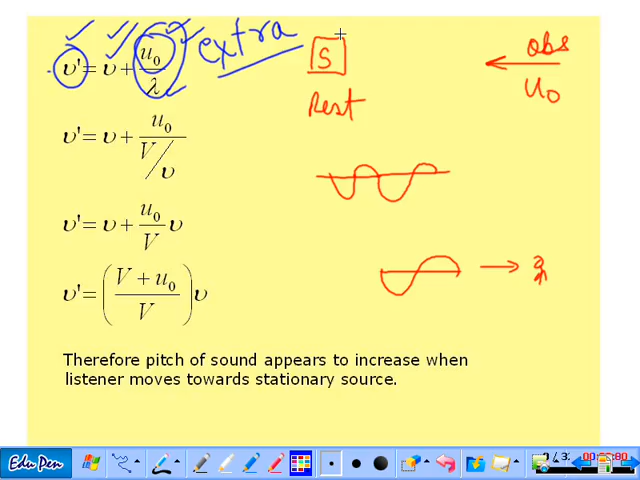 υ' = υ + u₀/λ
extra
S
Rest
obs
u₀
υ' = υ + u₀/(V/υ)
υ' = υ + (u₀/V) υ
υ' = ((V + u₀)/V) υ
Therefore pitch of sound appears to increase when
listener moves towards stationary source.
Edu Pen